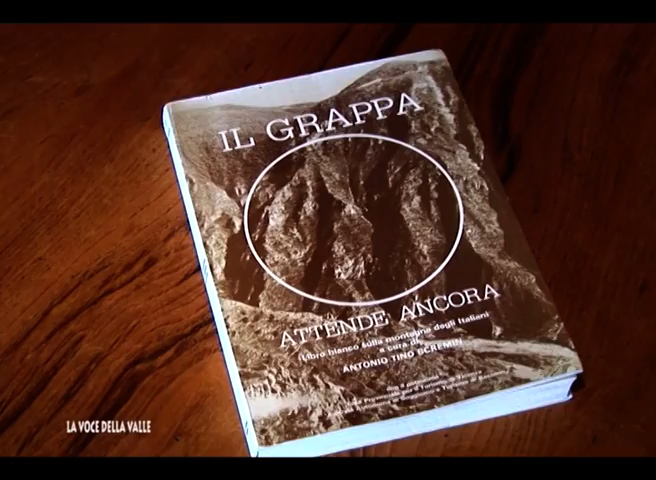 IL GRAPPA
ATTENDE ANCORA
Libro bianco sulla montagna degli Italiani
a cura di
ANTONIO TINO SCREMIN
LA VOCE DELLA VALLE